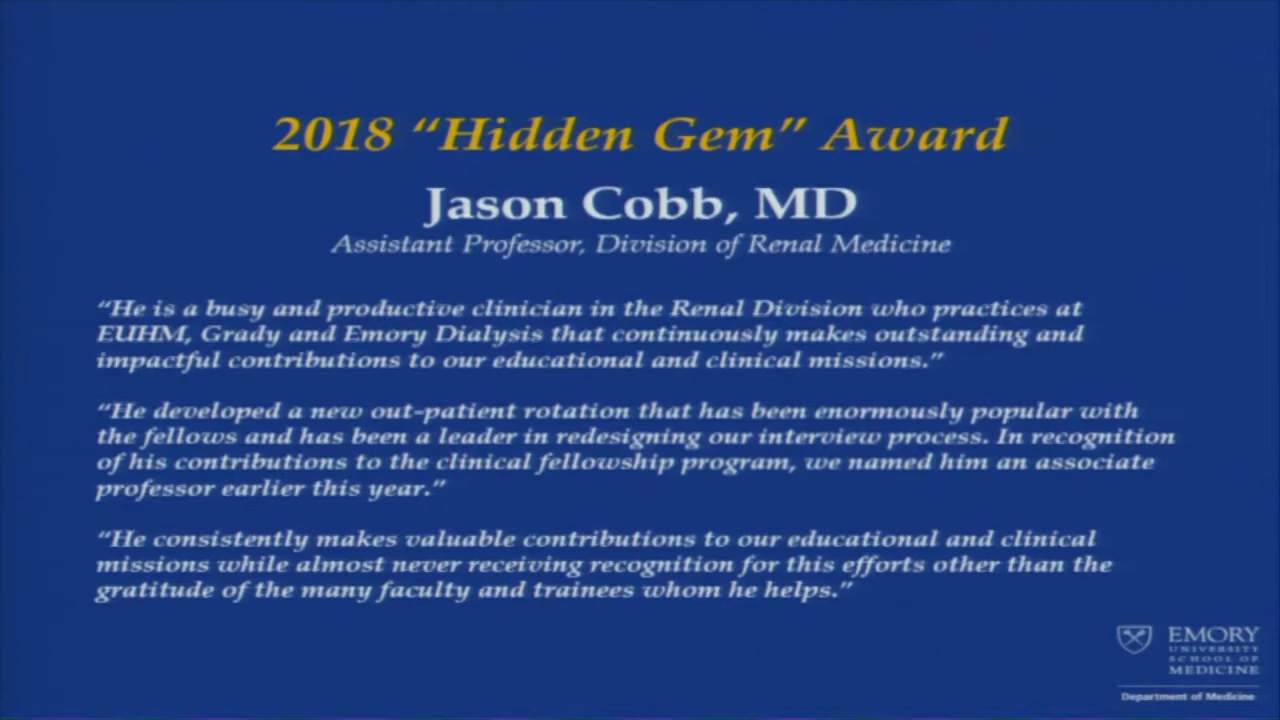 2018 “Hidden Gem” Award
Jason Cobb, MD
Assistant Professor, Division of Renal Medicine
“He is a busy and productive clinician in the Renal Division who practices at
EUHM, Grady and Emory Dialysis that continuously makes outstanding and
impactful contributions to our educational and clinical missions.”
“He developed a new out-patient rotation that has been enormously popular with
the fellows and has been a leader in redesigning our interview process. In recognition
of his contributions to the clinical fellowship program, we named him an associate
professor earlier this year.”
“He consistently makes valuable contributions to our educational and clinical
missions while almost never receiving recognition for this efforts other than the
gratitude of the many faculty and trainees whom he helps.”
EMORY
UNIVERSITY
SCHOOL OF
MEDICINE
Department of Medicine